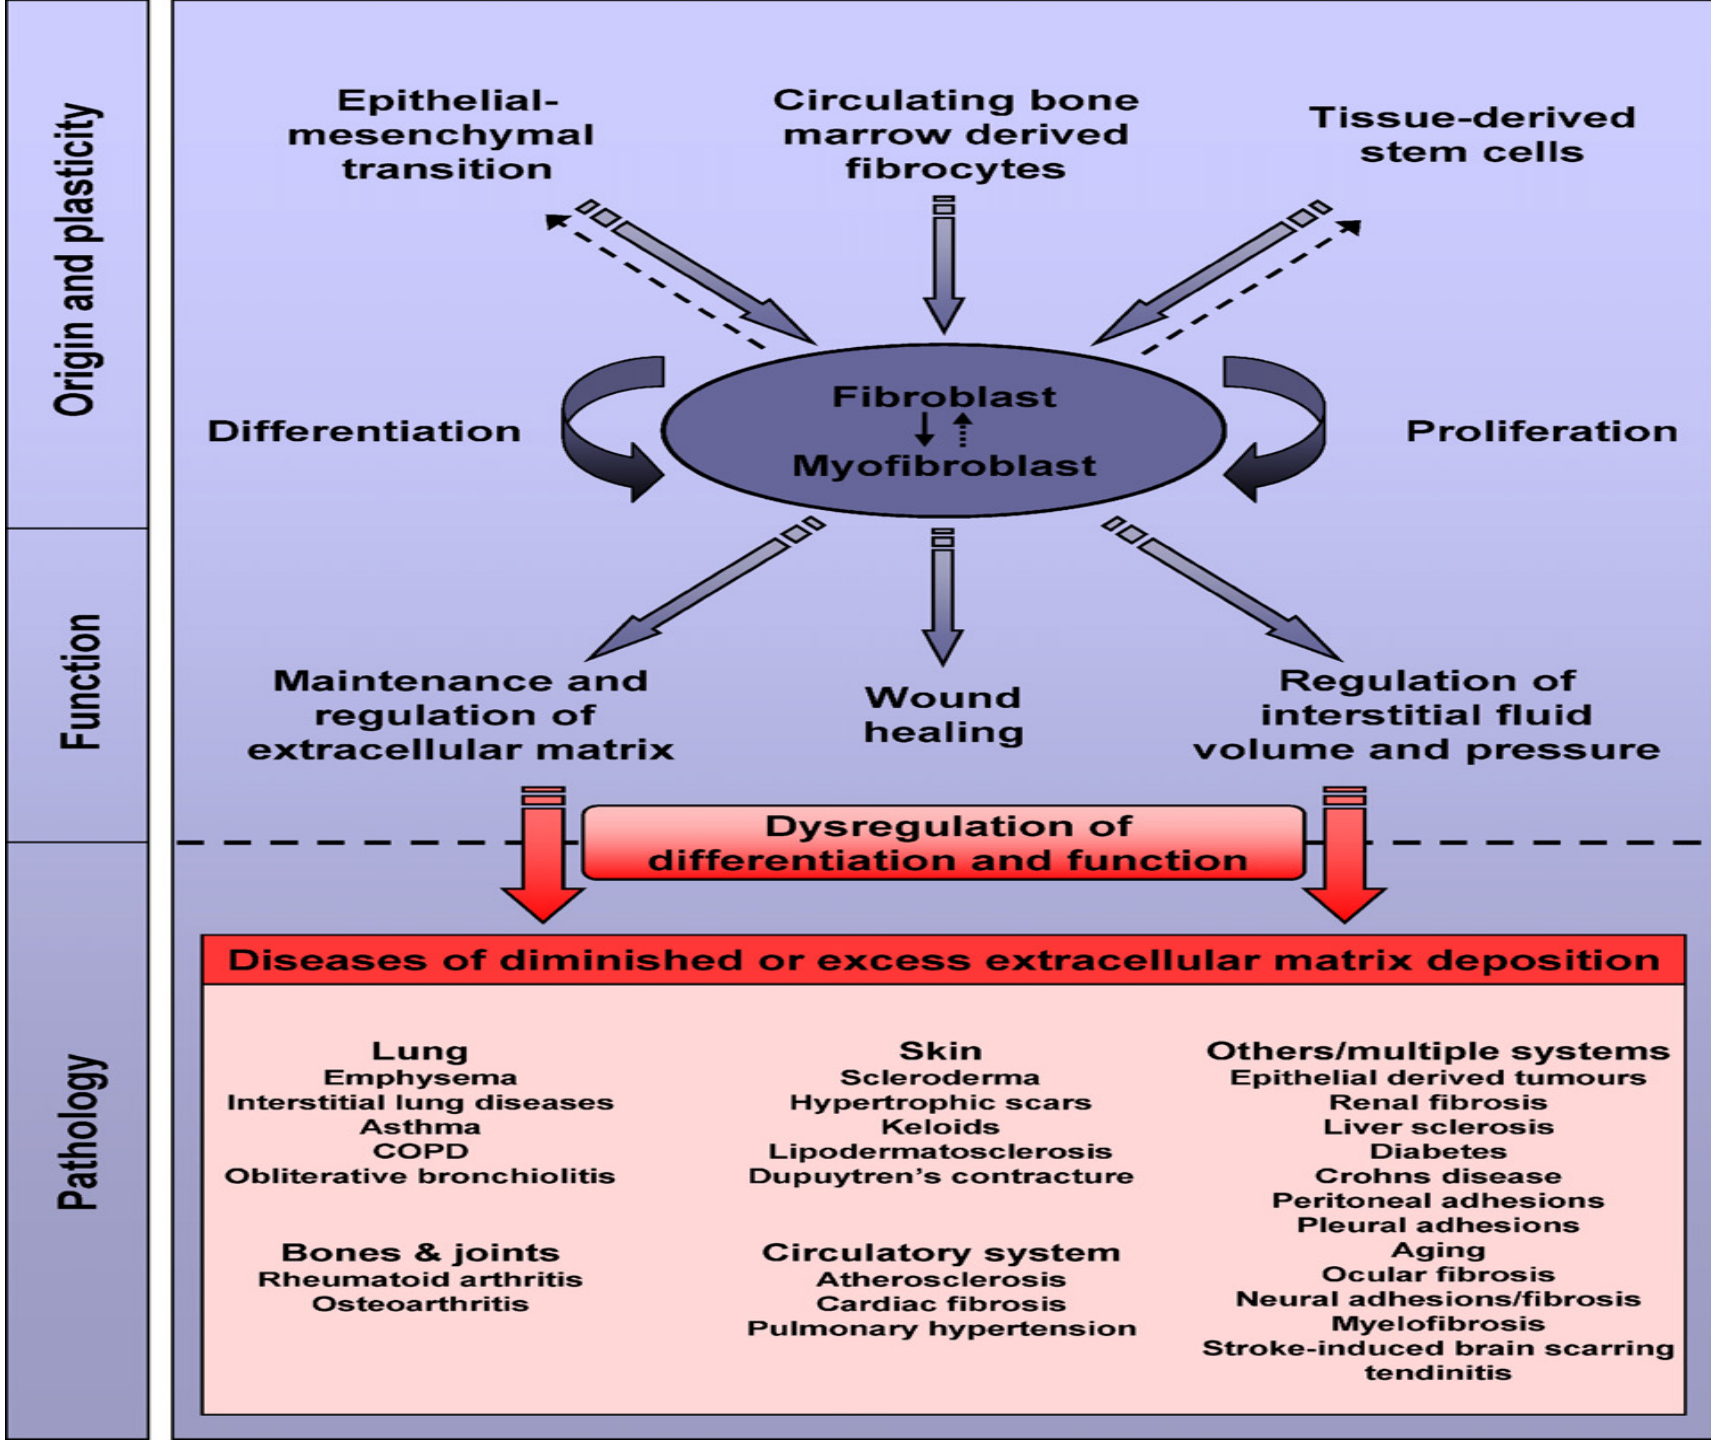 Origin and plasticity
Epithelial-
mesenchymal
transition
Circulating bone
marrow derived
fibrocytes
Tissue-derived
stem cells
Differentiation
Fibroblast
Myofibroblast
Proliferation
Function
Maintenance and
regulation of
extracellular matrix
Wound
healing
Regulation of
interstitial fluid
volume and pressure
Dysregulation of
differentiation and function
Pathology
Diseases of diminished or excess extracellular matrix deposition
Lung
Emphysema
Interstitial lung diseases
Asthma
COPD
Obliterative bronchiolitis
Bones & joints
Rheumatoid arthritis
Osteoarthritis
Skin
Scleroderma
Hypertrophic scars
Keloids
Lipodermatosclerosis
Dupuytren’s contracture
Circulatory system
Atherosclerosis
Cardiac fibrosis
Pulmonary hypertension
Others/multiple systems
Epithelial derived tumours
Renal fibrosis
Liver sclerosis
Diabetes
Crohns disease
Peritoneal adhesions
Pleural adhesions
Aging
Ocular fibrosis
Neural adhesions/fibrosis
Myelofibrosis
Stroke-induced brain scarring
tendinitis